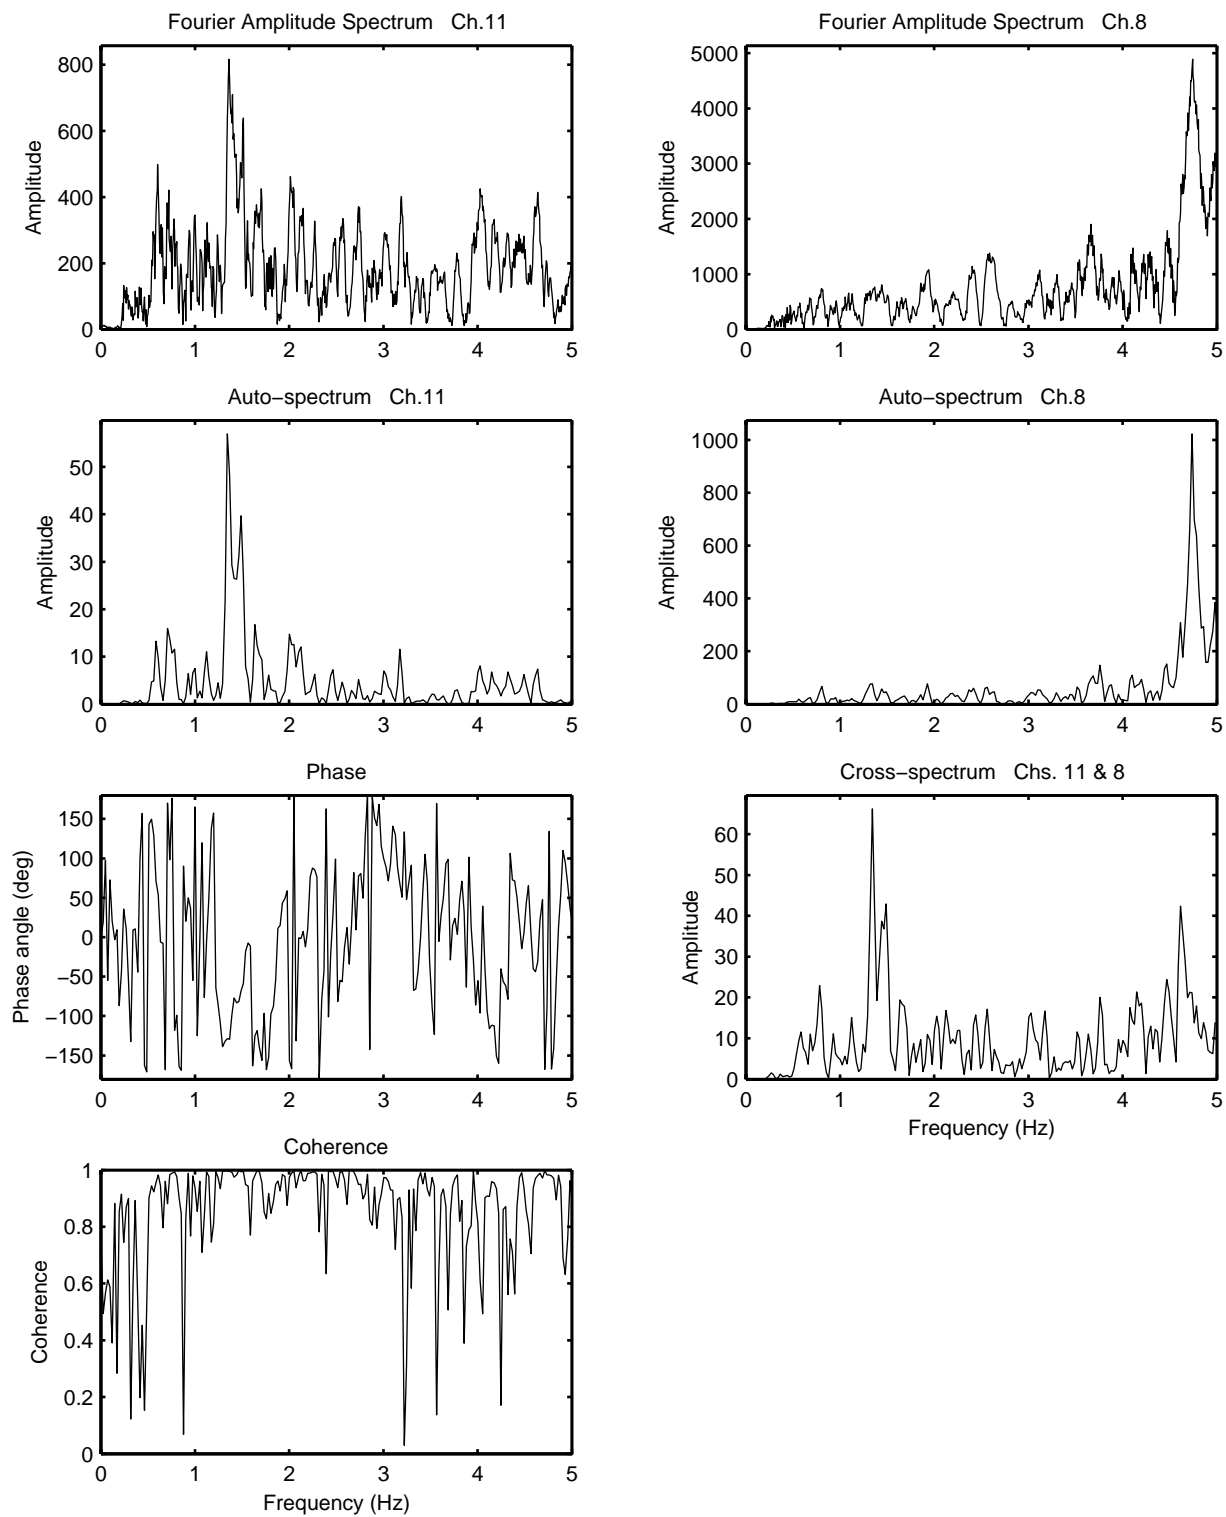 Fourier Amplitude Spectrum Ch.11
Amplitude
800
600
400
200
0
0 1 2 3 4 5
Fourier Amplitude Spectrum Ch.8
Amplitude
5000
4000
3000
2000
1000
0
0 1 2 3 4 5
Auto−spectrum Ch.11
Amplitude
50
40
30
20
10
0
0 1 2 3 4 5
Auto−spectrum Ch.8
Amplitude
1000
800
600
400
200
0
0 1 2 3 4 5
Phase
Phase angle (deg)
150
100
50
0
−50
−100
−150
0 1 2 3 4 5
Cross−spectrum Chs. 11 & 8
Amplitude
60
50
40
30
20
10
0
0 1 2 3 4 5
Frequency (Hz)
Coherence
Coherence
1
0.8
0.6
0.4
0.2
0
0 1 2 3 4 5
Frequency (Hz)